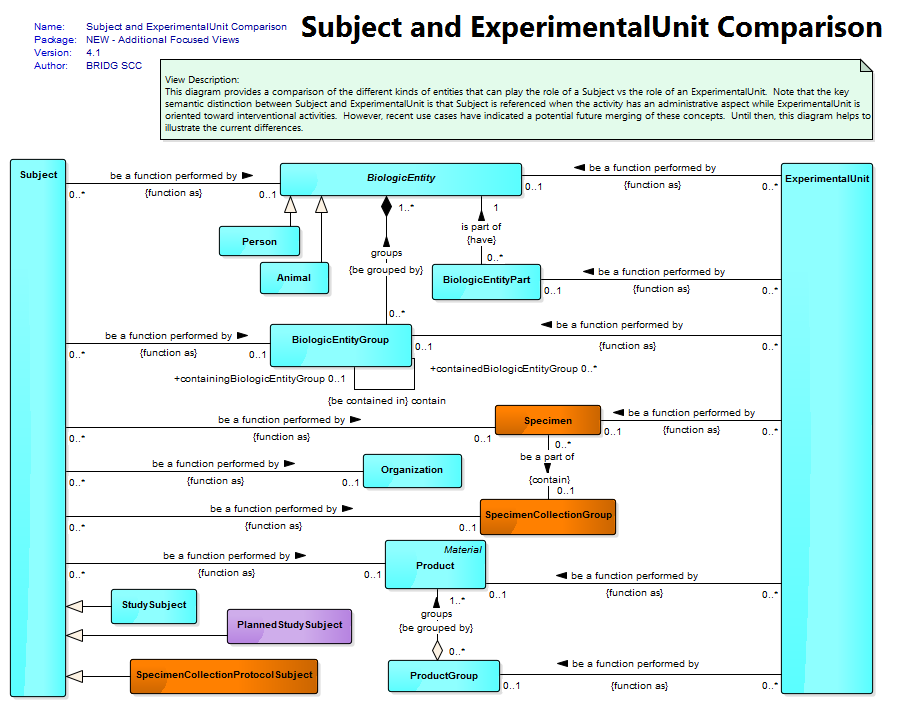 Subject and ExperimentalUnit Comparison
Name: Subject and ExperimentalUnit Comparison
Package: NEW - Additional Focused Views
Version: 4.1
Author: BRIDG SCC
View Description:
This diagram provides a comparison of the different kinds of entities that can play the role of a Subject vs the role of an ExperimentalUnit.  Note that the key
semantic distinction between Subject and ExperimentalUnit is that Subject is referenced when the activity has an administrative aspect while ExperimentalUnit is
oriented toward interventional activities.  However, recent use cases have indicated a potential future merging of these concepts.  Until then, this diagram helps to
illustrate the current differences.
Subject
be a function performed by
{function as}
0..*
0..1
BiologicEntity
be a function performed by
{function as}
0..1
0..*
ExperimentalUnit
Person
Animal
1..*
groups
{be grouped by}
0..*
1
is part of
{have}
0..*
BiologicEntityPart
be a function performed by
{function as}
0..1
0..*
be a function performed by
{function as}
0..*
0..1
BiologicEntityGroup
be a function performed by
{function as}
0..1
0..*
+containingBiologicEntityGroup 0..1
+containedBiologicEntityGroup 0..*
{be contained in} contain
be a function performed by
{function as}
0..*
0..1
Specimen
be a function performed by
{function as}
0..1
0..*
0..*
be a part of
{contain}
0..1
be a function performed by
{function as}
0..*
0..1
Organization
be a function performed by
{function as}
0..*
0..1
SpecimenCollectionGroup
be a function performed by
{function as}
0..*
0..1
Material
Product
be a function performed by
{function as}
0..1
0..*
StudySubject
PlannedStudySubject
SpecimenCollectionProtocolSubject
1..*
groups
{be grouped by}
0..*
ProductGroup
be a function performed by
{function as}
0..1
0..*